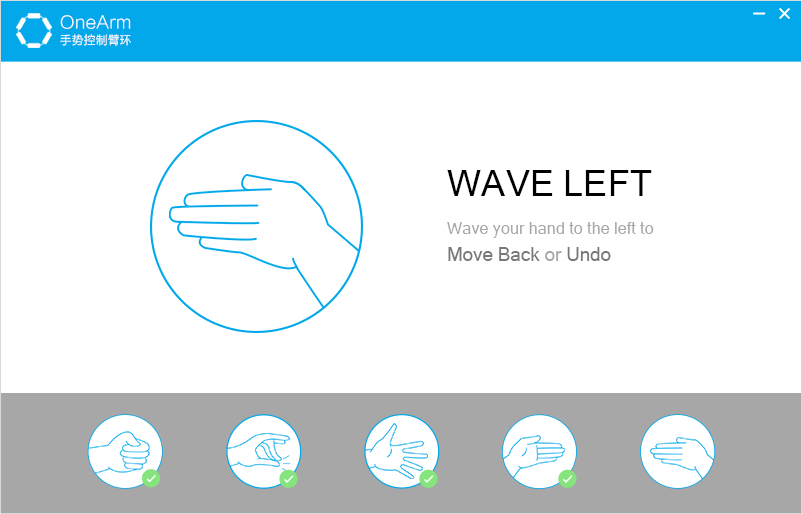 OneArm
手势控制臂环
WAVE LEFT
Wave your hand to the left to
Move Back or Undo